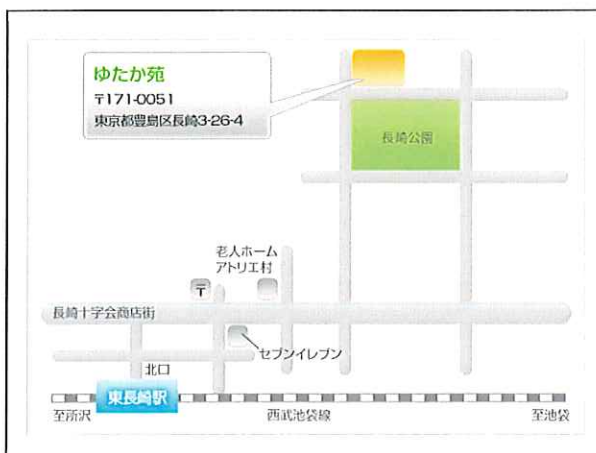 ゆたか苑
〒171-0051
東京都豊島区長崎3-26-4
長崎公園
老人ホーム
アトリエ村
〒
長崎十字会商店街
セブンイレブン
北口
東長崎駅
至所沢
西武池袋線
至池袋